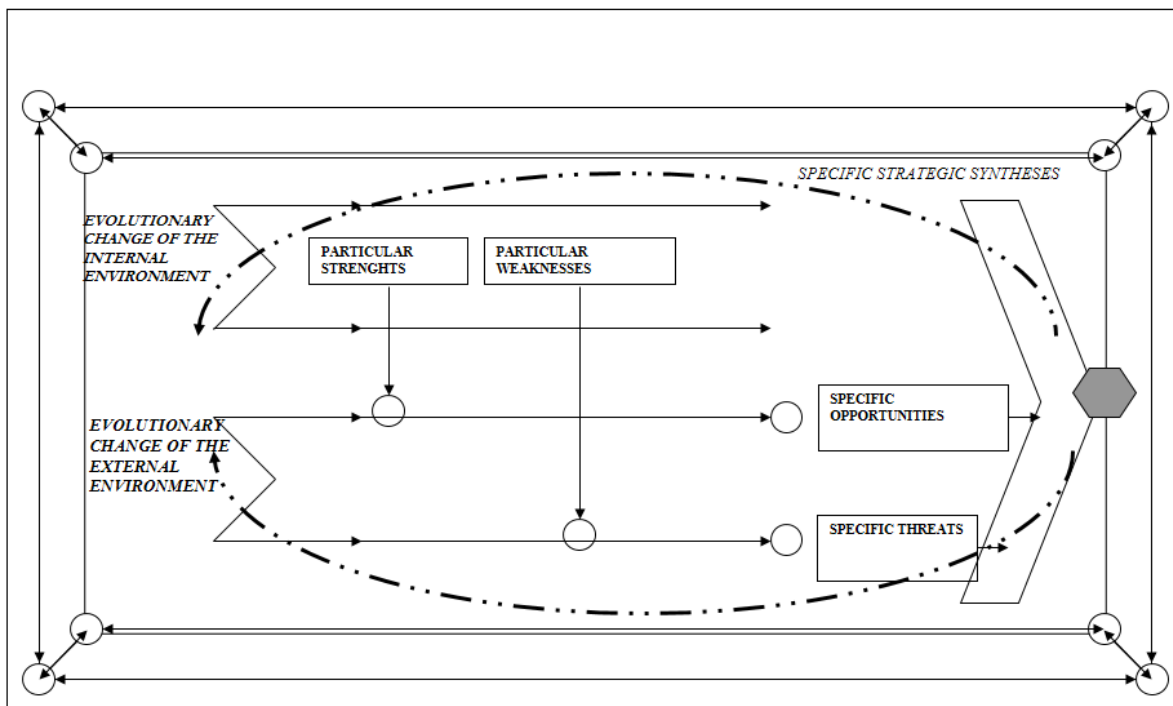 SPECIFIC STRATEGIC SYNTHESES
EVOLUTIONARY
CHANGE OF THE
INTERNAL
ENVIRONMENT
PARTICULAR
STRENGHTS
PARTICULAR
WEAKNESSES
EVOLUTIONARY
CHANGE OF THE
EXTERNAL
ENVIRONMENT
SPECIFIC
OPPORTUNITIES
SPECIFIC THREATS